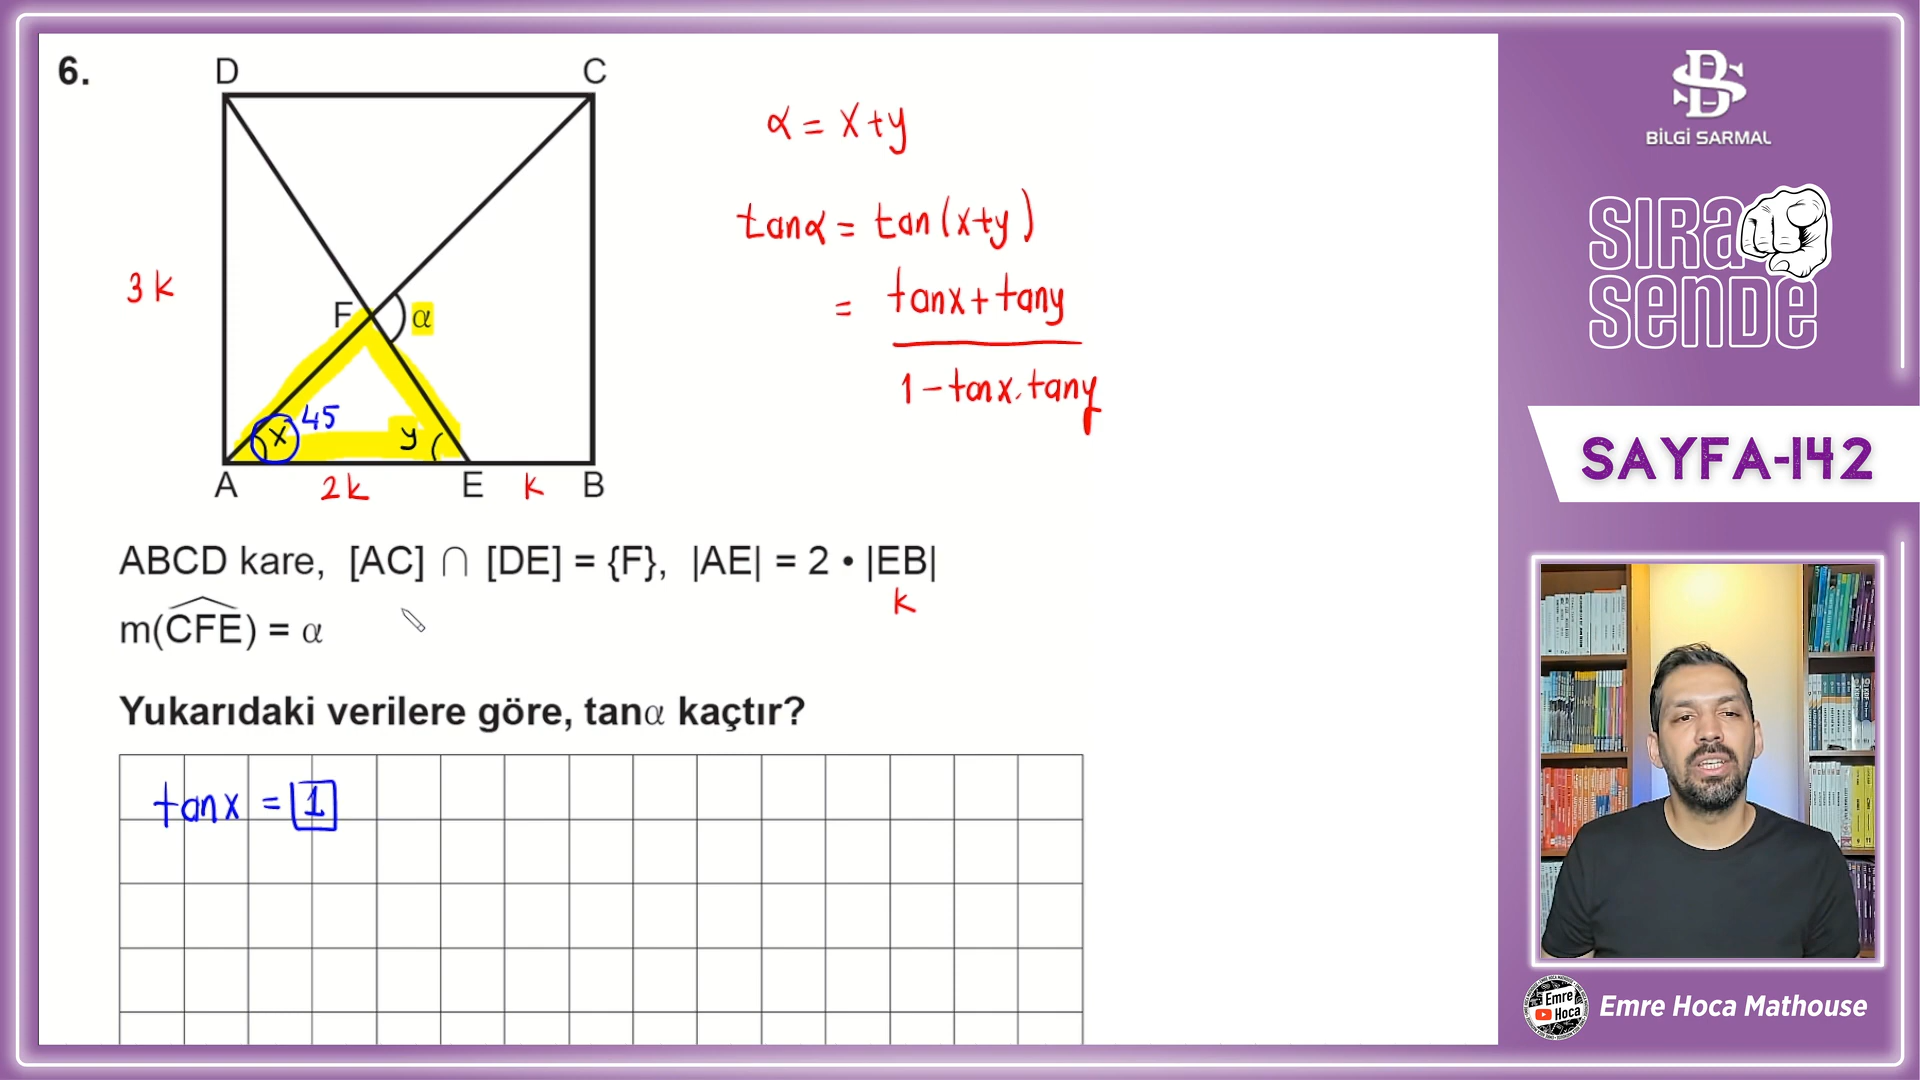 6.
D
C
α = x+y
tanα = tan(x+y)
= tanx+tany
1-tanx.tany
3k
F
α
x
45
y
A
2k
E
k
B
ABCD kare, [AC] ∩ [DE] = {F}, |AE| = 2 • |EB|
k
m(CFE) = α
Yukarıdaki verilere göre, tanα kaçtır?
tanx = 1
BİLGİ SARMAL
SIRA
SENDE
SAYFA-142
Emre
Hoca
Emre Hoca Mathouse